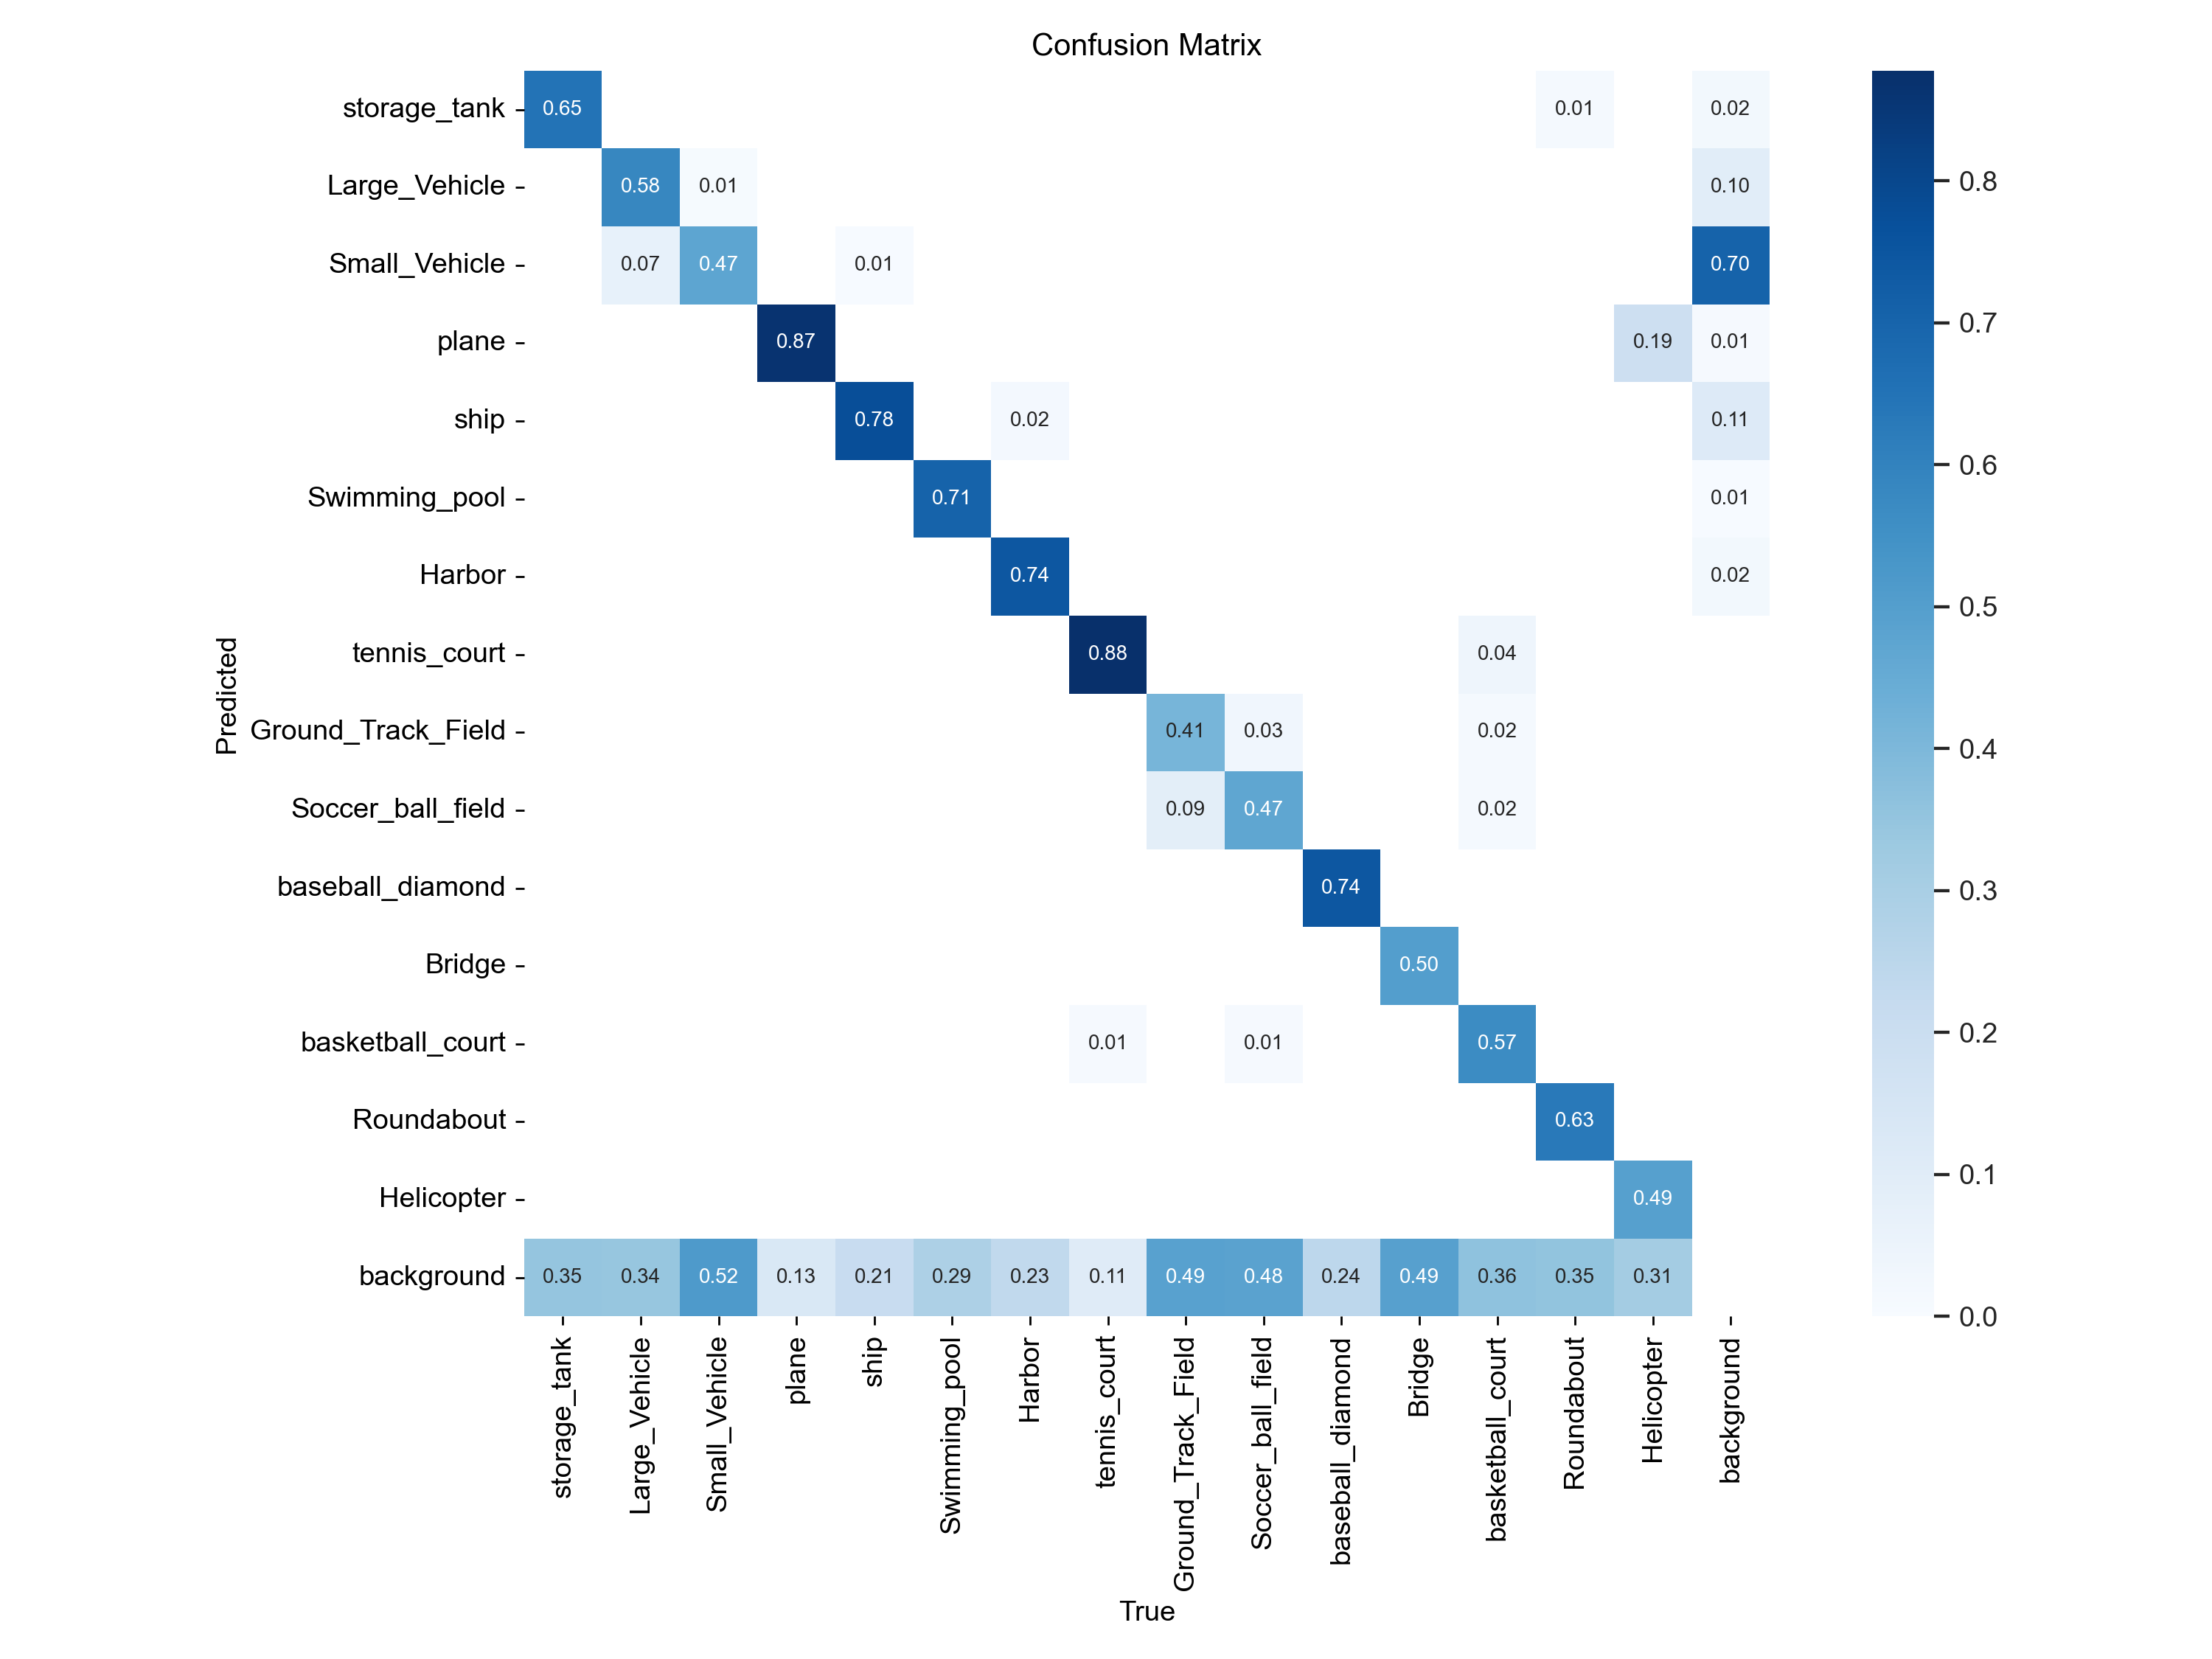 Confusion Matrix
storage_tank 0.65 0.01 0.02
Large_Vehicle 0.58 0.01 0.10
Small_Vehicle 0.07 0.47 0.01 0.70
plane 0.87 0.19 0.01
ship 0.78 0.02 0.11
Swimming_pool 0.71 0.01
Harbor 0.74 0.02
tennis_court 0.88 0.04
Ground_Track_Field 0.41 0.03 0.02
Soccer_ball_field 0.09 0.47 0.02
baseball_diamond 0.74
Bridge 0.50
basketball_court 0.01 0.01 0.57
Roundabout 0.63
Helicopter 0.49
background 0.35 0.34 0.52 0.13 0.21 0.29 0.23 0.11 0.49 0.48 0.24 0.49 0.36 0.35 0.31
Predicted
storage_tank
Large_Vehicle
Small_Vehicle
plane
ship
Swimming_pool
Harbor
tennis_court
Ground_Track_Field
Soccer_ball_field
baseball_diamond
Bridge
basketball_court
Roundabout
Helicopter
background
True
0.8
0.7
0.6
0.5
0.4
0.3
0.2
0.1
0.0